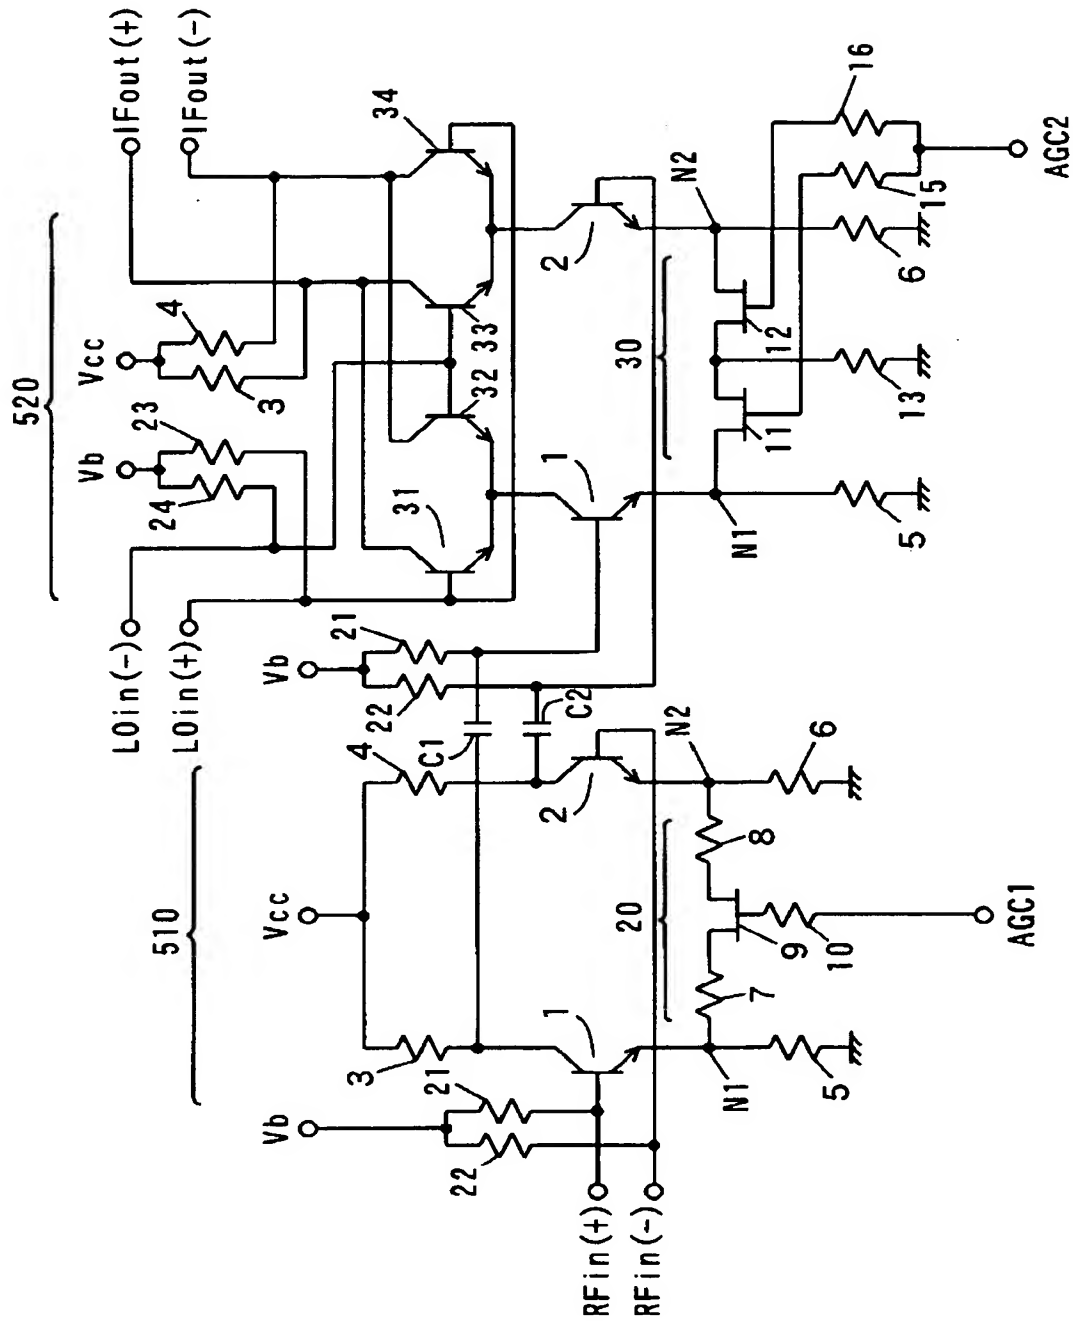 IFout(+)
IFout(-)
520
Vcc
4
3
Vb
23
24
LOin(-)
LOin(+)
34
33
32
31
2
1
16
N2
AGC2
15
6
12
30
13
11
N1
5
Vb
21
22
C1
C2
510
Vcc
4
3
2
1
N2
6
8
20
9
10
7
AGC1
N1
5
Vb
21
22
RFin(+)
RFin(-)